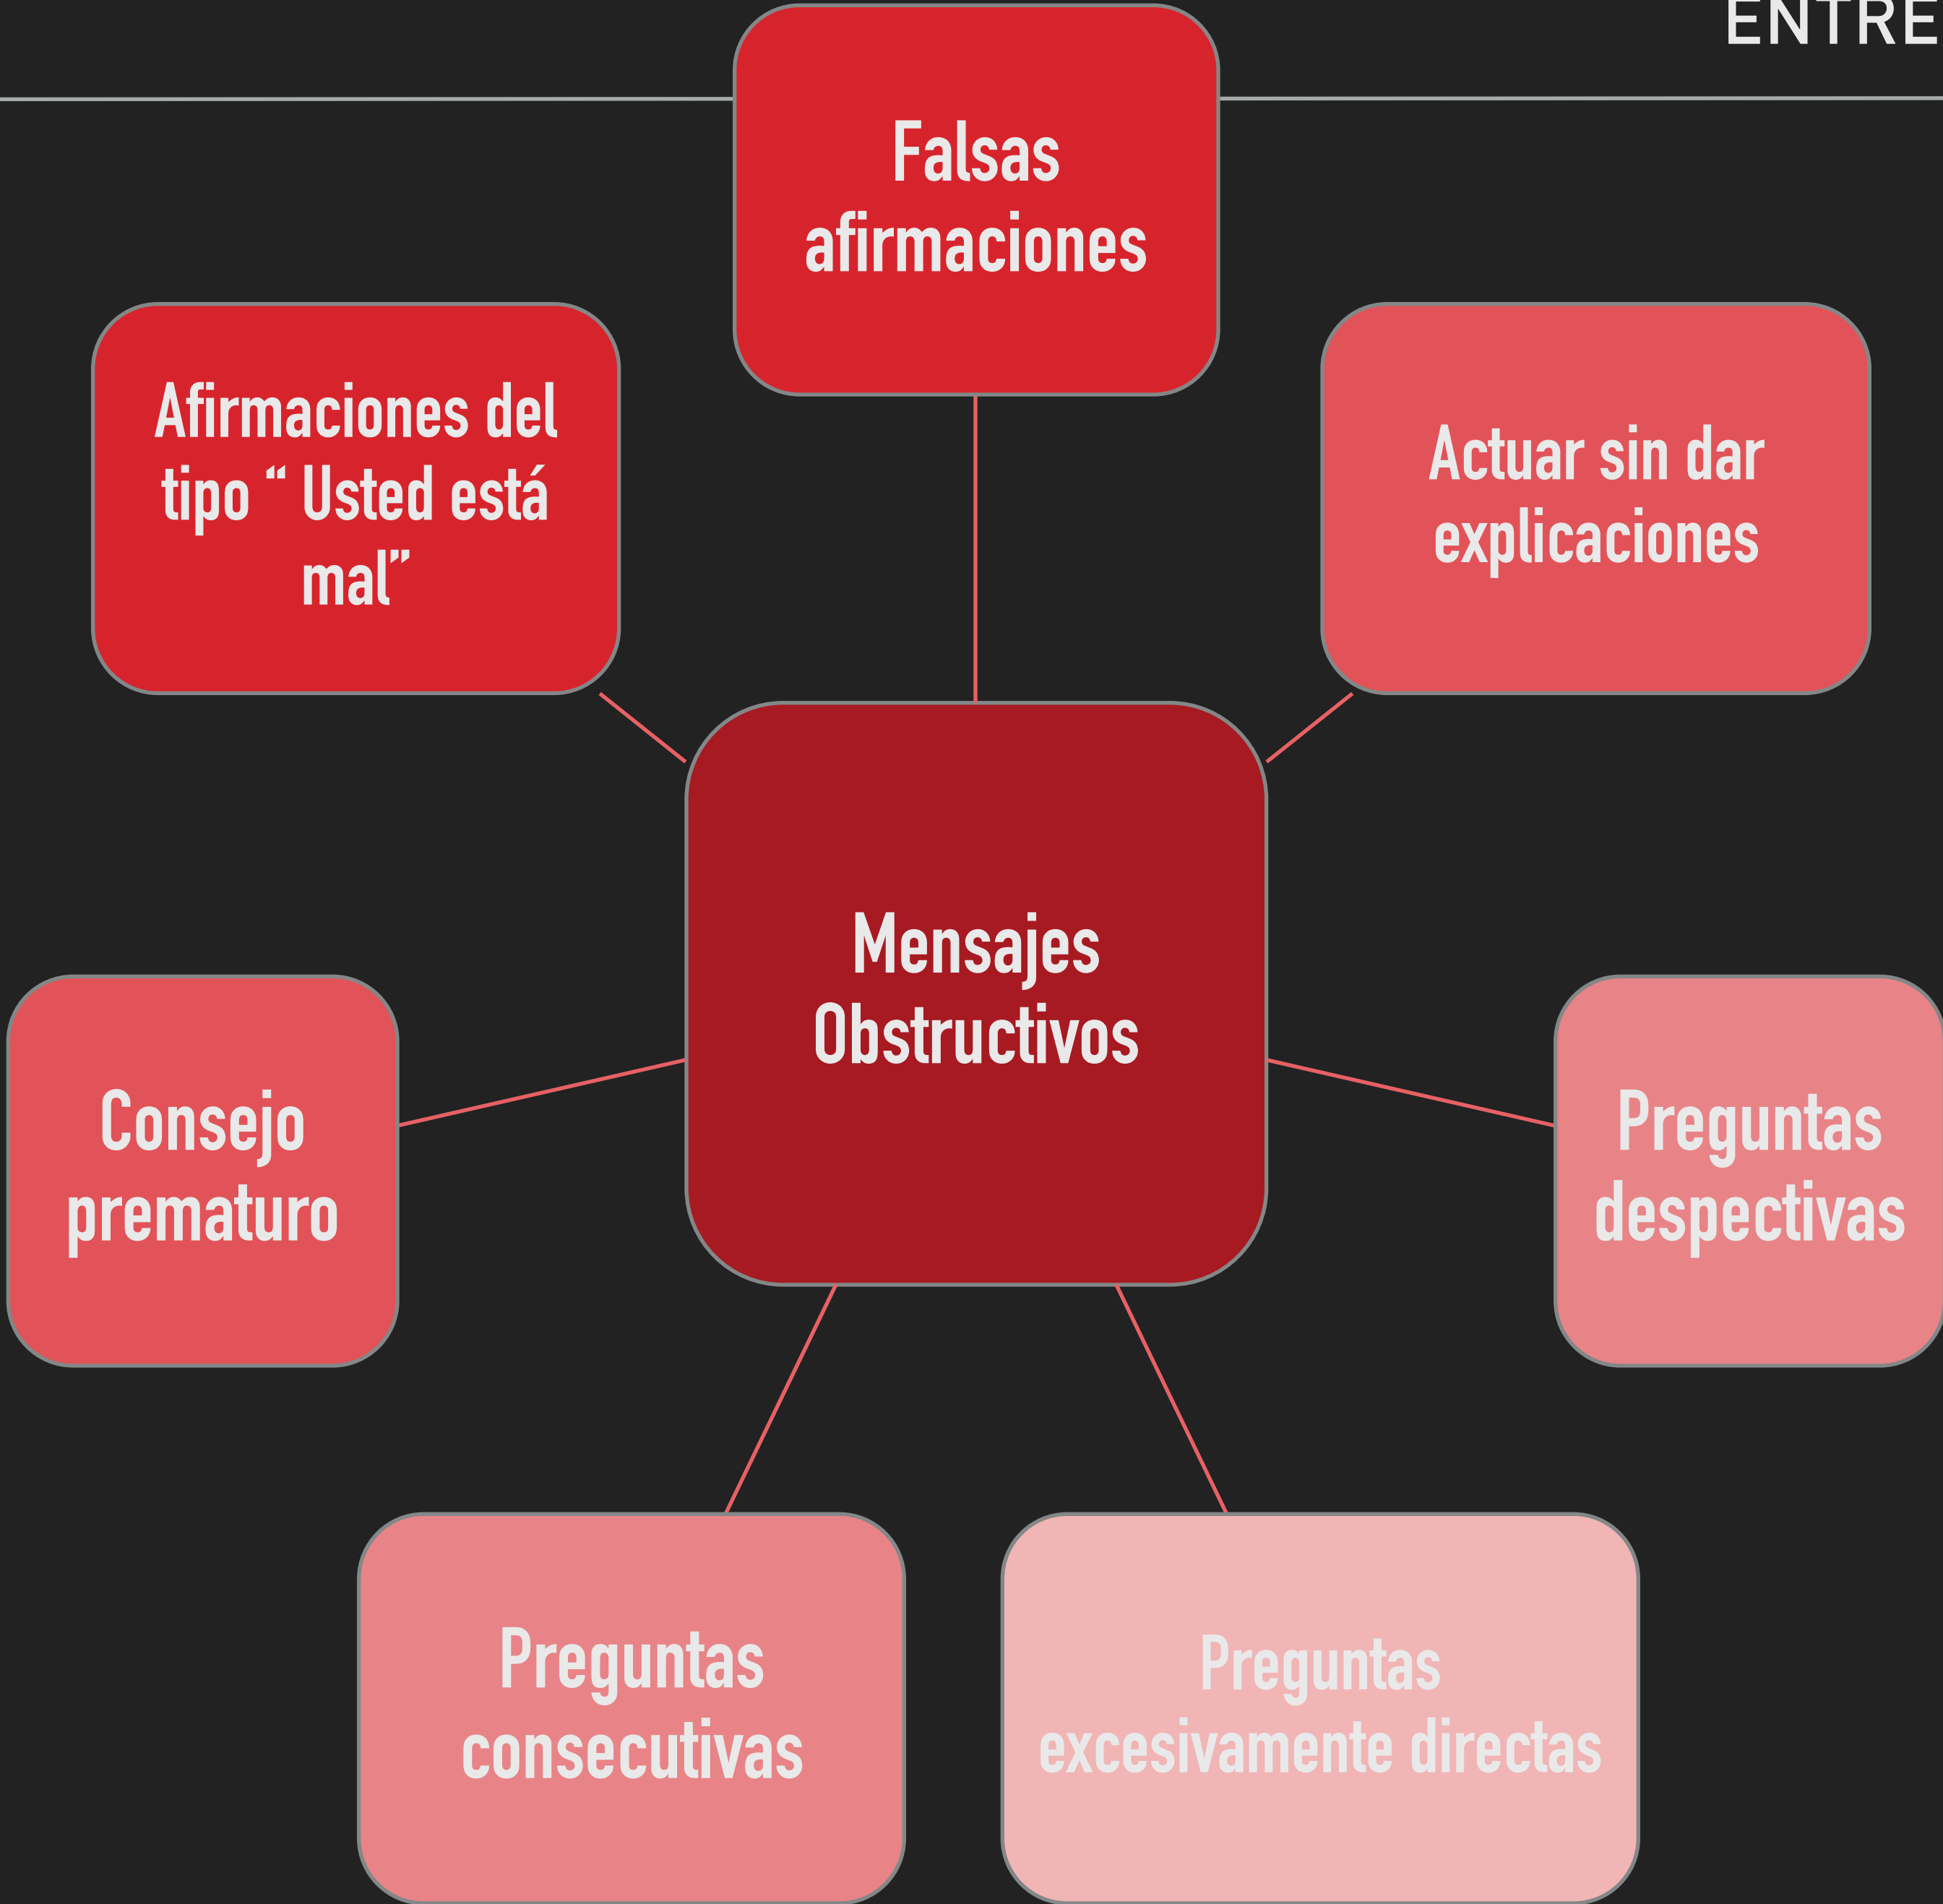 ENTRE
Falsas
afirmaciones
Afirmaciones del
tipo “ Usted está
mal”
Actuar sin dar
explicaciones
Mensajes
Obstructivos
Consejo
prematuro
Preguntas
despectivas
Preguntas
consecutivas
Preguntas
excesivamente directas